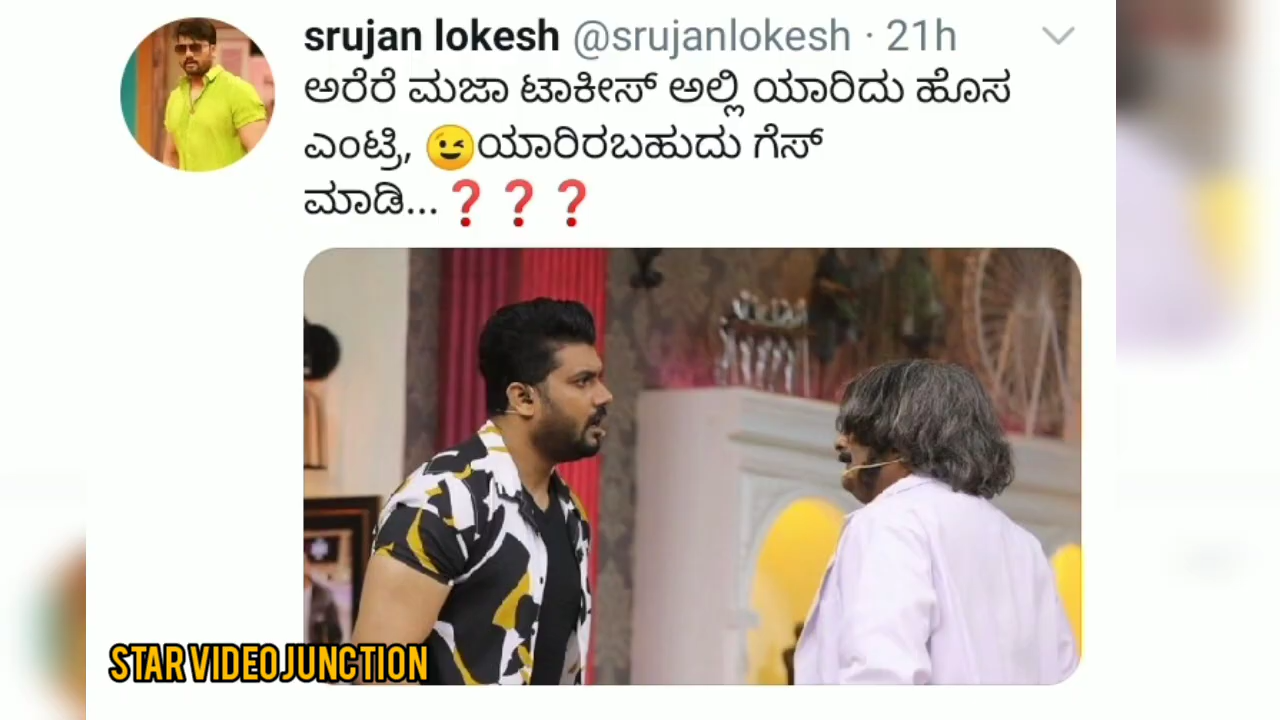 srujan lokesh @srujanlokesh · 21h
ಅರೆರೆ ಮಜಾ ಟಾಕೀಸ್ ಅಲ್ಲಿ ಯಾರಿದು ಹೊಸ
ಎಂಟ್ರಿ, 😉ಯಾರಿರಬಹುದು ಗೆಸ್
ಮಾಡಿ...❓❓❓
STAR VIDEO JUNCTION